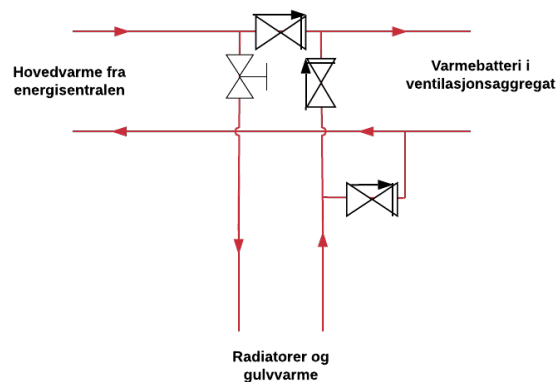 Hovedvarme fra
energisentralen
Varmebatteri i
ventilasjonsaggregat
Radiatorer og
gulvvarme